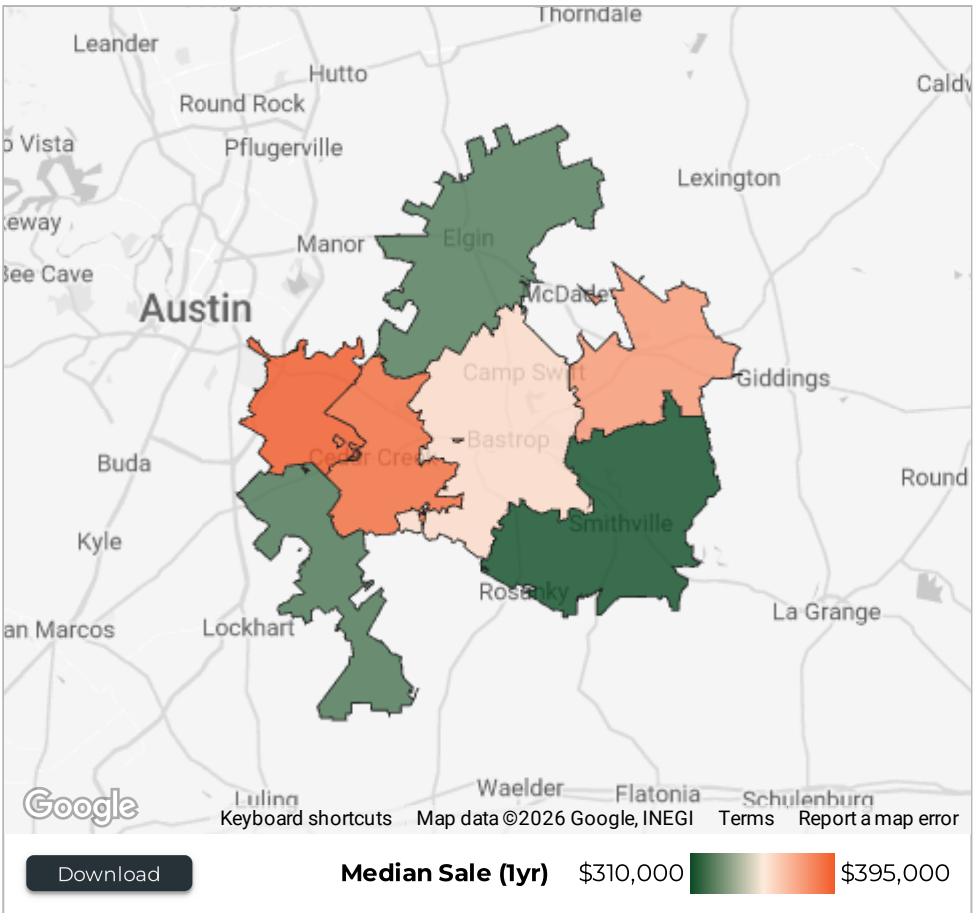 Thorndale
Leander
Hutto
Caldw
Round Rock
o Vista
Pflugerville
Lexington
keway
Manor
Elgin
Bee Cave
McDade
Austin
Camp Swift
Giddings
Bastrop
Buda
Cedar Creek
Round
Smithville
Kyle
Rosanky
La Grange
an Marcos
Lockhart
Waelder
Flatonia
Schulenburg
Luling
Google
Keyboard shortcuts Map data ©2026 Google, INEGI Terms Report a map error
Download Median Sale (1yr) $310,000 $395,000